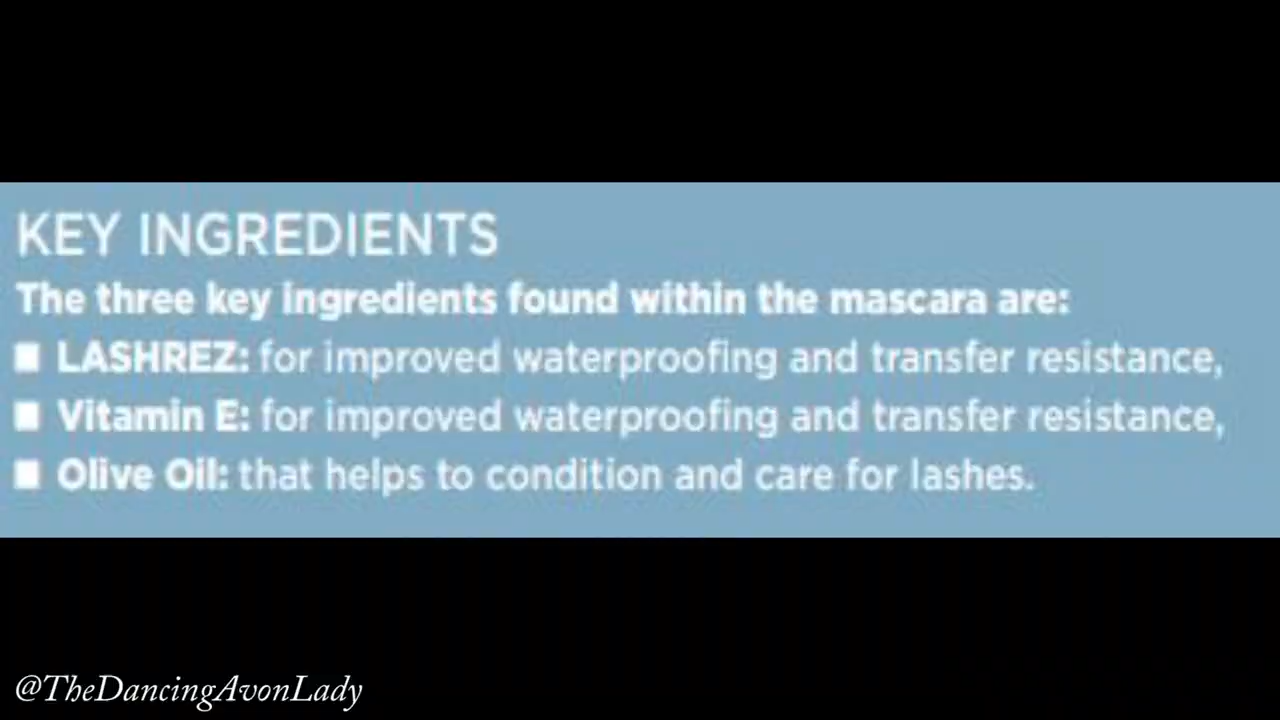 KEY INGREDIENTS
The three key ingredients found within the mascara are:
■ LASHREZ: for improved waterproofing and transfer resistance,
■ Vitamin E: for improved waterproofing and transfer resistance,
■ Olive Oil: that helps to condition and care for lashes.
@TheDancingAvonLady